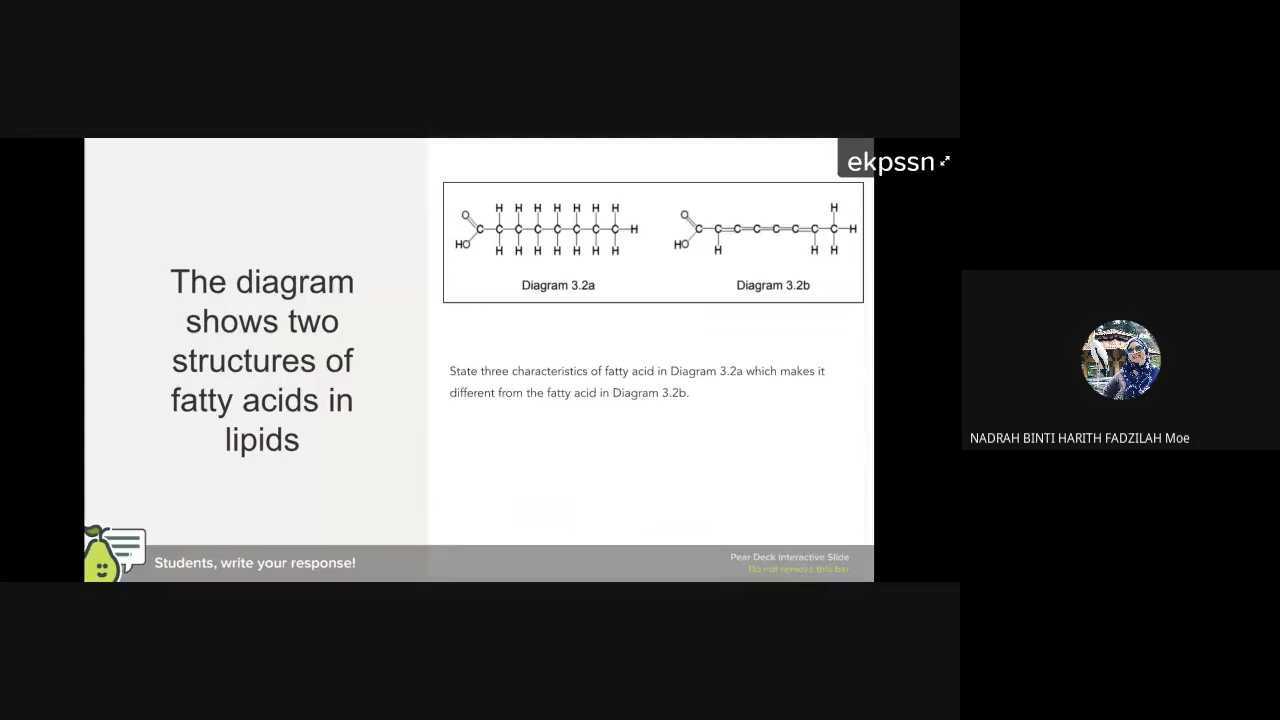 ekpssn
The diagram
shows two
structures of
fatty acids in
lipids
O H H H H H H H
C C C C C C C C H
HO H H H H H H H
Diagram 3.2a
O H
C C C C C C C C H
HO H H H
Diagram 3.2b
State three characteristics of fatty acid in Diagram 3.2a which makes it
different from the fatty acid in Diagram 3.2b.
Students, write your response!
Pear Deck Interactive Slide
Do not remove this bar
NADRAH BINTI HARITH FADZILAH Moe